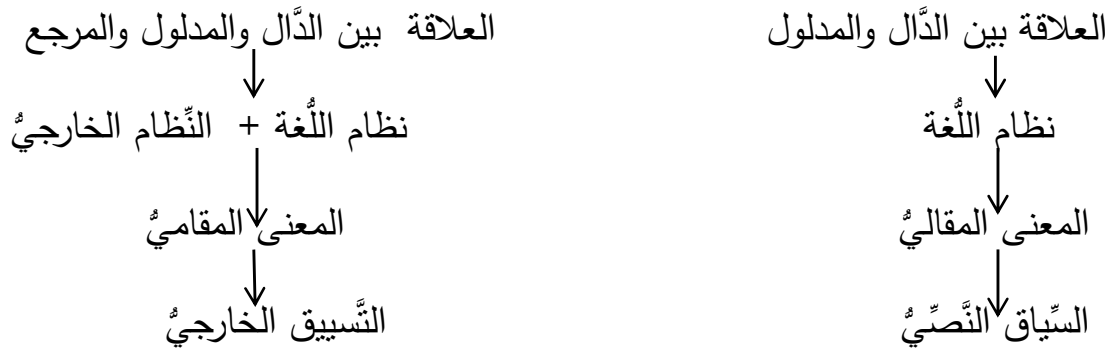 العلاقة بين الدَّال والمدلول
نظام اللُّغة
المعنى المقاليُّ
السِّياق النَّصِّيُّ
العلاقة بين الدَّال والمدلول والمرجع
نظام اللُّغة + النِّظام الخارجيُّ
المعنى المقاميُّ
التَّسييق الخارجيُّ